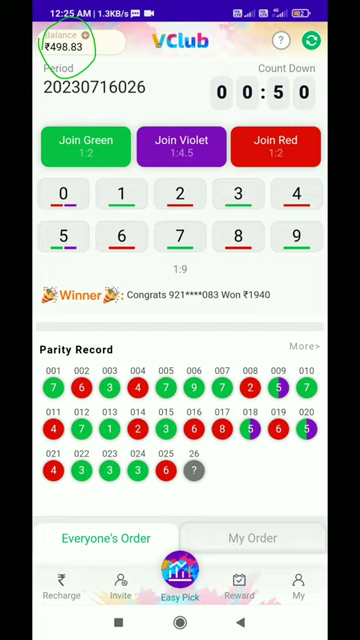 12:25 AM | 1.3KB/s
Balance
₹498.83
VClub
?
Period
Count Down
20230716026
0 0 : 5 0
Join Green
1:2
Join Violet
1:4.5
Join Red
1:2
0 1 2 3 4
5 6 7 8 9
1:9
Winner : Congrats 921****083 Won ₹1940
Parity Record
More>
001 002 003 004 005 006 007 008 009 010
7 6 3 4 7 9 7 2 5 7
011 012 013 014 015 016 017 018 019 020
4 7 1 2 3 6 8 5 6 5
021 022 023 024 025 26
4 3 3 3 6 ?
Everyone's Order
My Order
₹
Recharge
Invite
Easy Pick
Reward
My